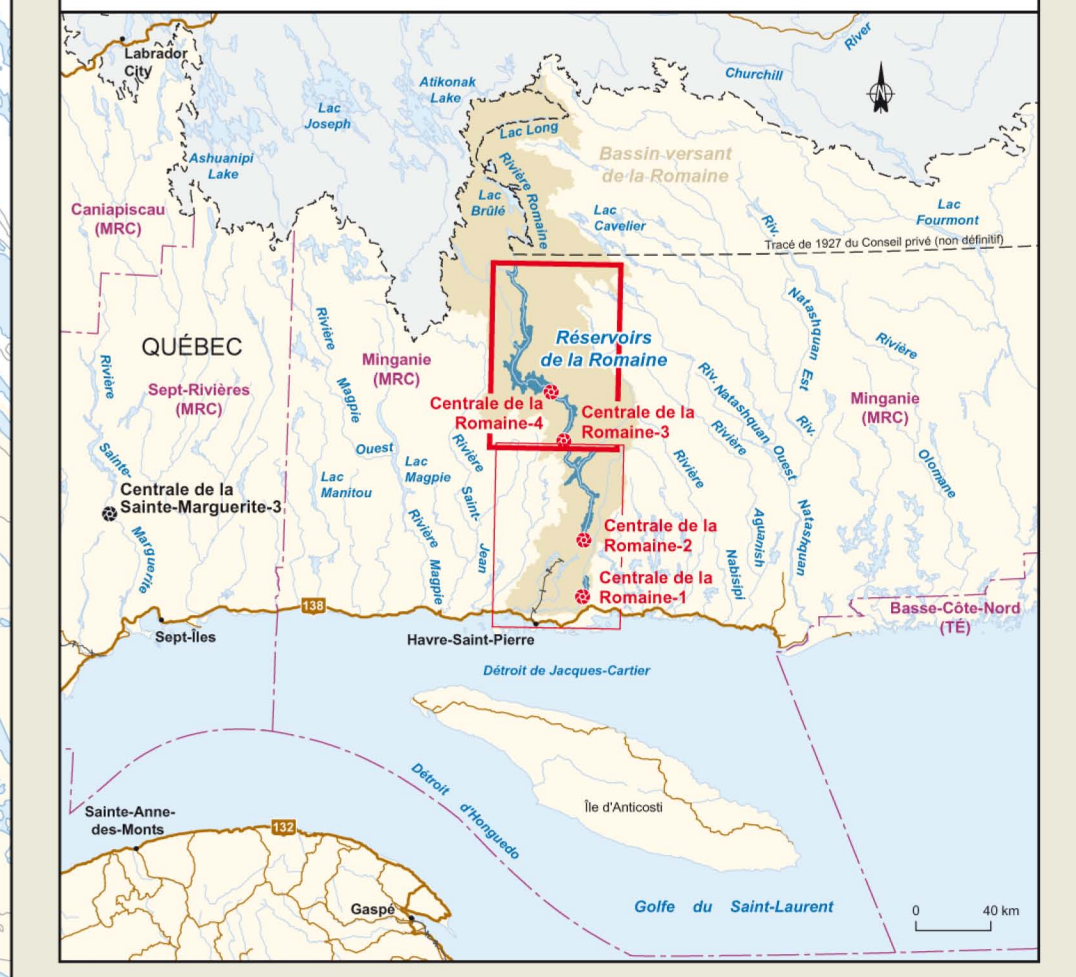 Labrador
City
River
Churchill
Atikonak
Lake
Lac
Joseph
Lac Long
Ashuanipi
Lake
Bassin versant
de la Romaine
Rivière Romaine
Lac
Brûlé
Caniapiscau
(MRC)
Lac
Cavelier
Riv.
Lac
Fourmont
Tracé de 1927 du Conseil privé (non définitif)
Natashquan Est
Riv.
QUÉBEC
Rivière
Sept-Rivières
(MRC)
Rivière
Magpie
Ouest
Minganie
(MRC)
Réservoirs
de la Romaine
Rivière
Minganie
(MRC)
Riv. Natashquan Ouest
Centrale de la
Romaine-4
Centrale de la
Romaine-3
Rivière
Natashquan
Rivière
Aguanish
Nabisipi
Olomane
Sainte-
Marguerite
Centrale de la
Sainte-Marguerite-3
Lac
Manitou
Lac
Magpie
Rivière
Saint-
Jean
Rivière
Magpie
Centrale de la
Romaine-2
Centrale de la
Romaine-1
138
Basse-Côte-Nord
(TÉ)
Sept-Îles
Havre-Saint-Pierre
Détroit de Jacques-Cartier
Détroit d'Honguedo
Île d'Anticosti
Sainte-Anne-
des-Monts
132
Gaspé
Golfe du Saint-Laurent
0 40 km